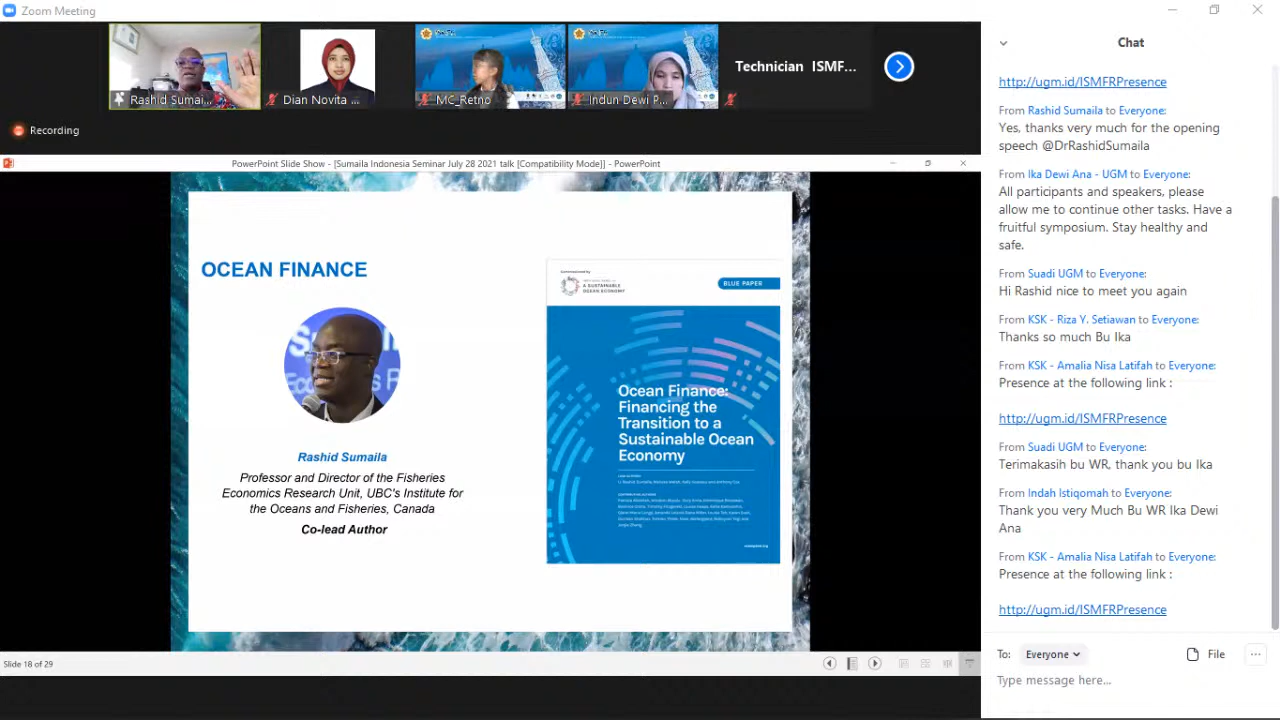 Zoom Meeting
Rashid Sumai...
Dian Novita ...
MC_Retno
Indun Dewi P...
Technician ISMF...
Recording
PowerPoint Slide Show - [Sumaila Indonesia Seminar July 28 2021 talk [Compatibility Mode]] - PowerPoint
OCEAN FINANCE
Rashid Sumaila
Professor and Director of the Fisheries
Economics Research Unit, UBC's Institute for
the Oceans and Fisheries, Canada
Co-lead Author
A SUSTAINABLE
OCEAN ECONOMY
BLUE PAPER
Ocean Finance:
Financing the
Transition to a
Sustainable Ocean
Economy
Slide 18 of 29
Chat
http://ugm.id/ISMFRPresence
From Rashid Sumaila to Everyone:
Yes, thanks very much for the opening
speech @DrRashidSumaila
From Ika Dewi Ana - UGM to Everyone:
All participants and speakers, please
allow me to continue other tasks. Have a
fruitful symposium. Stay healthy and
safe.
From Suadi UGM to Everyone:
Hi Rashid nice to meet you again
From KSK - Riza Y. Setiawan to Everyone:
Thanks so much Bu Ika
From KSK - Amalia Nisa Latifah to Everyone:
Presence at the following link :
http://ugm.id/ISMFRPresence
From Suadi UGM to Everyone:
Terimakasih bu WR, thank you bu Ika
From Indah Istiqomah to Everyone:
Thank you very Much Bu WR Ika Dewi
Ana
From KSK - Amalia Nisa Latifah to Everyone:
Presence at the following link :
http://ugm.id/ISMFRPresence
To: Everyone
File
Type message here...